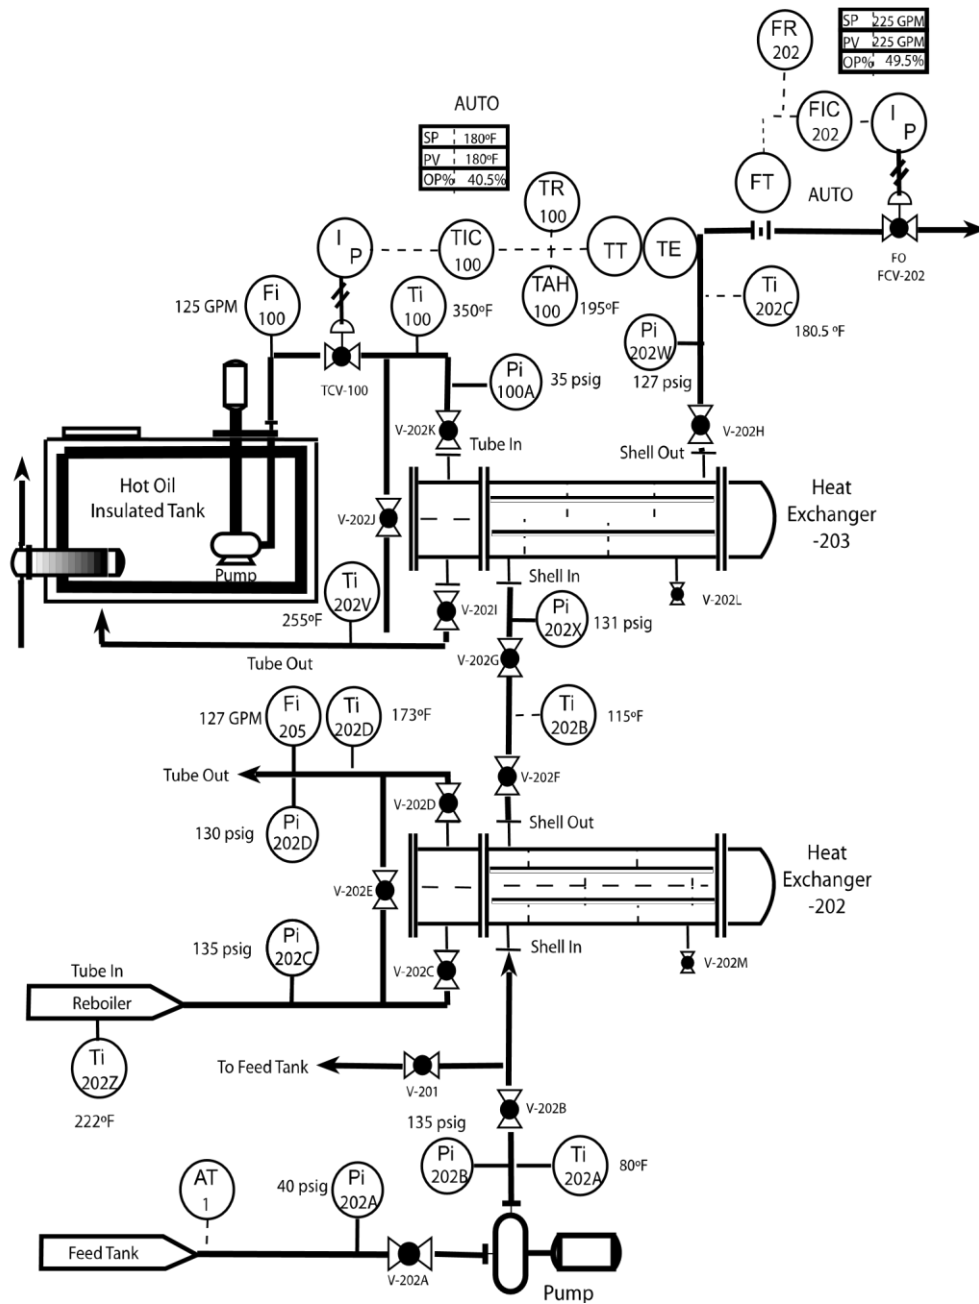 FR
202
SP 225 GPM
PV 225 GPM
OP% 49.5%
AUTO
SP 180ºF
PV 180ºF
OP% 40.5%
FIC
202
I
P
FT
AUTO
TR
100
I
P
TIC
100
TT
TE
TAH
100
195ºF
FO
FCV-202
125 GPM
Fi
100
Ti
100
350ºF
Ti
202C
180.5 ºF
Pi
202W
127 psig
TCV-100
Pi
100A
35 psig
V-202K
Tube In
V-202H
Shell Out
Hot Oil
Insulated Tank
Pump
V-202J
Heat
Exchanger
-203
Ti
202V
255ºF
V-202I
Shell In
V-202L
Pi
202X
131 psig
Tube Out
V-202G
127 GPM
Fi
205
Ti
202D
173ºF
Ti
202B
115ºF
Tube Out
V-202F
V-202D
130 psig
Pi
202D
Shell Out
V-202E
Heat
Exchanger
-202
135 psig
Pi
202C
Shell In
V-202C
V-202M
Tube In
Reboiler
Ti
202Z
222ºF
To Feed Tank
V-201
V-202B
135 psig
Pi
202B
Ti
202A
80ºF
AT
1
40 psig
Pi
202A
Feed Tank
V-202A
Pump